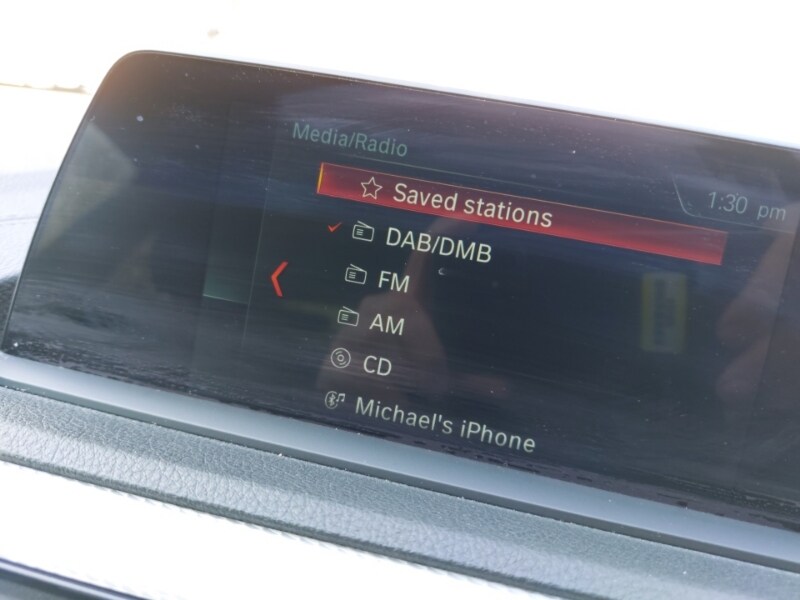 Media/Radio
1:30 pm
Saved stations
DAB/DMB
FM
AM
CD
Michael's iPhone